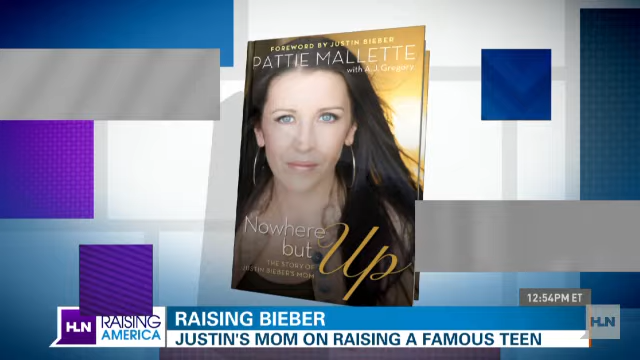 FOREWORD BY JUSTIN BIEBER
PATTIE MALLETTE
with A. J. Gregory
Nowhere
but
Up
THE STORY OF
JUSTIN BIEBER'S MOM
12:54PM ET
HLN
RAISING
AMERICA
RAISING BIEBER
JUSTIN'S MOM ON RAISING A FAMOUS TEEN
HLN